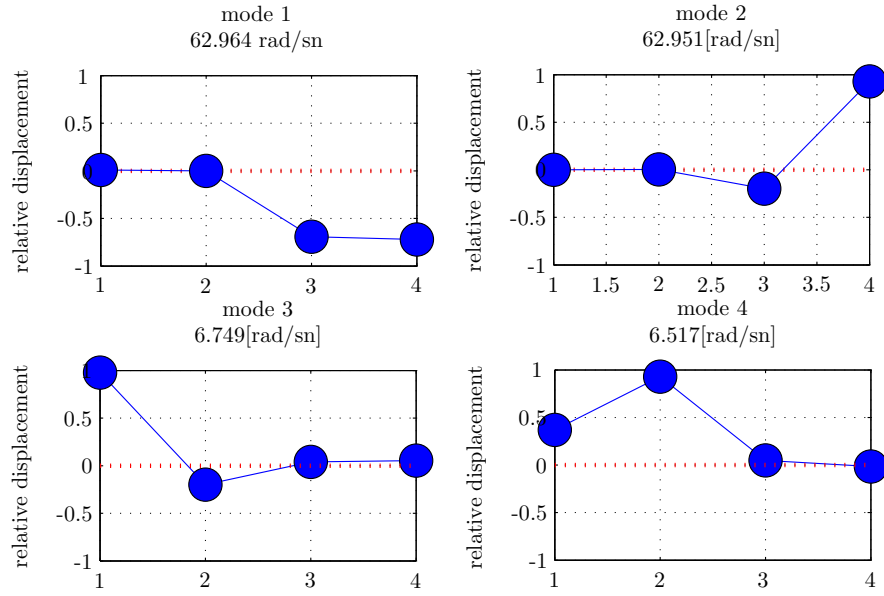 mode 1
62.964 rad/sn
relative displacement
1
0.5
0
-0.5
-1
1 2 3 4
mode 2
62.951[rad/sn]
relative displacement
1
0.5
0
-0.5
-1
1 1.5 2 2.5 3 3.5 4
mode 3
6.749[rad/sn]
relative displacement
1
0.5
0
-0.5
-1
1 2 3 4
mode 4
6.517[rad/sn]
relative displacement
1
0.5
0
-0.5
-1
1 2 3 4